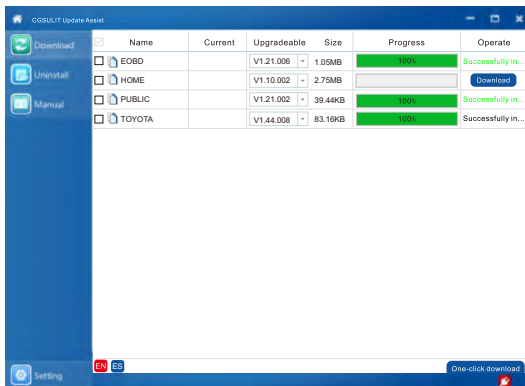 CGSULIT Update Assist
Download
Uninstall
Manual
Name Current Upgradeable Size Progress Operate
EOBD V1.21.006 1.05MB 100% Successfully in...
HOME V1.10.002 2.75MB Download
PUBLIC V1.21.002 39.44KB 100% Successfully in...
TOYOTA V1.44.008 83.16KB 100% Successfully in...
Setting
EN ES
One-click download